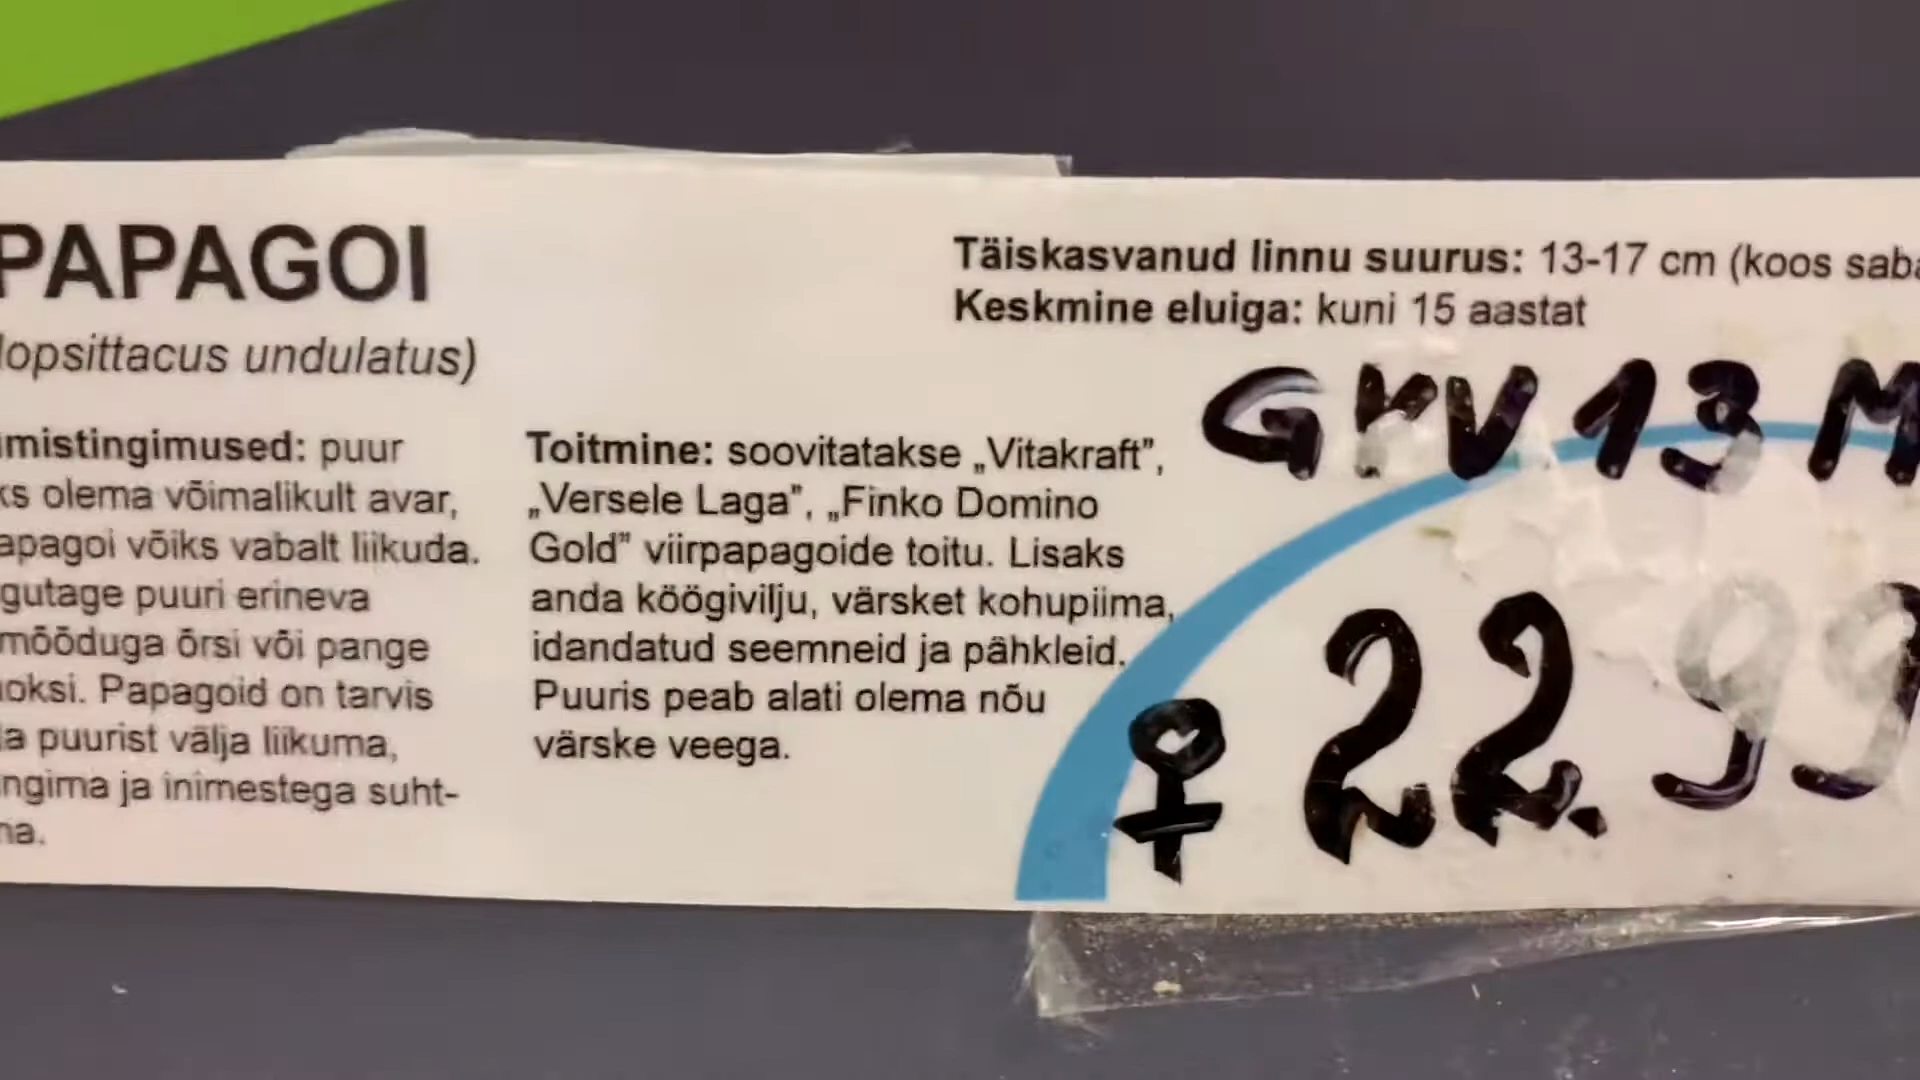 PAPAGOI
lopsittacus undulatus)
Täiskasvanud linnu suurus: 13-17 cm (koos saba
Keskmine eluiga: kuni 15 aastat
mistingimused: puur
ks olema võimalikult avar,
apagoi võiks vabalt liikuda.
gutage puuri erineva
mõõduga õrsi või pange
oksi. Papagoid on tarvis
la puurist välja liikuma,
ngima ja inimestega suht-
na.
Toitmine: soovitatakse „Vitakraft”,
„Versele Laga”, „Finko Domino
Gold” viirpapagoide toitu. Lisaks
anda köögivilju, värsket kohupiima,
idandatud seemneid ja pähkleid.
Puuris peab alati olema nõu
värske veega.
13 M
♀ 22.99